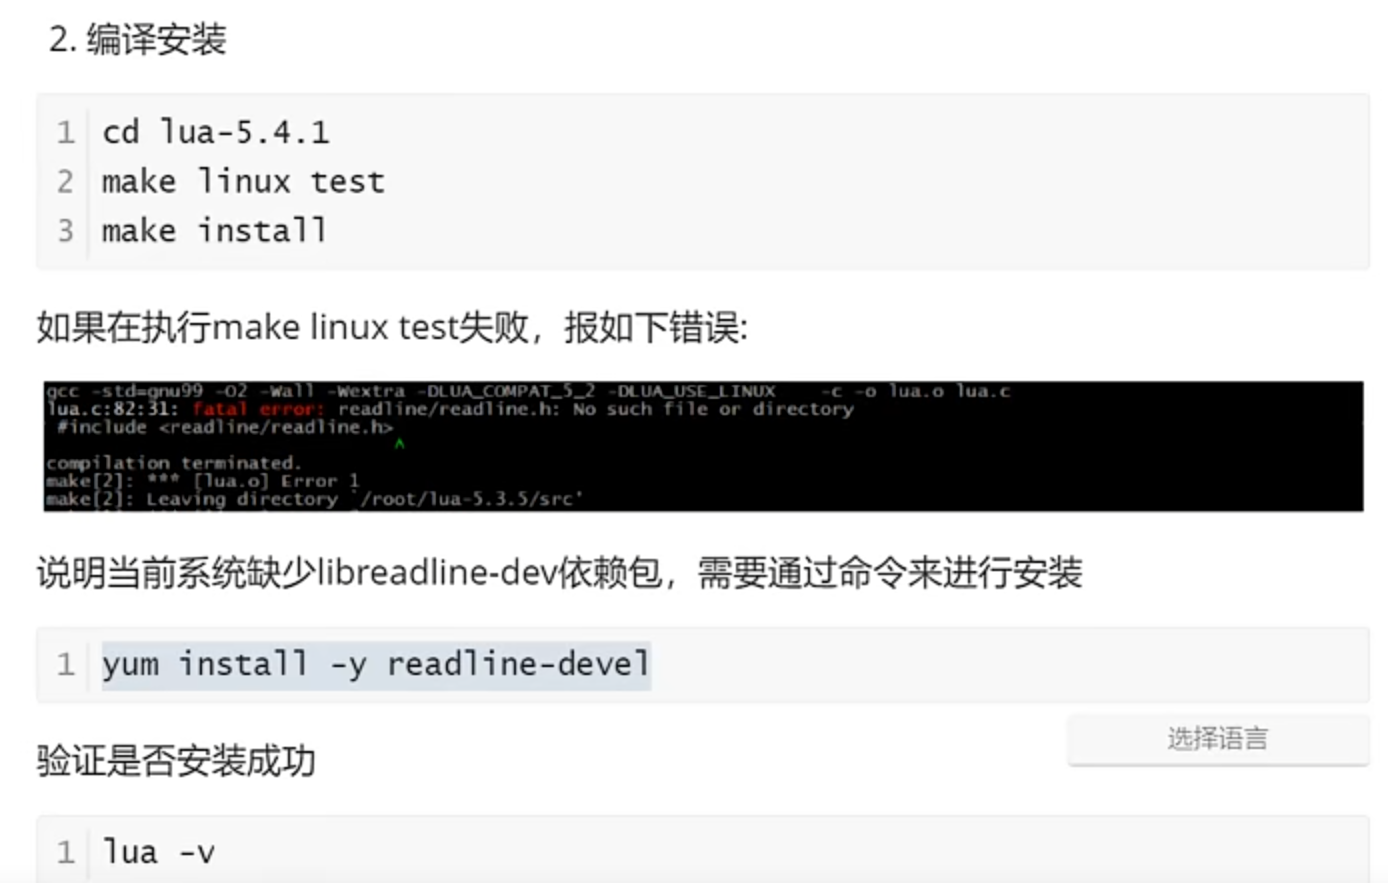 2. 编译安装
1 cd lua-5.4.1
2 make linux test
3 make install
如果在执行make linux test失败，报如下错误:
gcc -std=gnu99 -O2 -Wall -Wextra -DLUA_COMPAT_5_2 -DLUA_USE_LINUX -c -o lua.o lua.c
lua.c:82:31: fatal error: readline/readline.h: No such file or directory
#include <readline/readline.h>
^
compilation terminated.
make[2]: *** [lua.o] Error 1
make[2]: Leaving directory `/root/lua-5.3.5/src'
说明当前系统缺少libreadline-dev依赖包，需要通过命令来进行安装
1 yum install -y readline-devel
选择语言
验证是否安装成功
1 lua -v